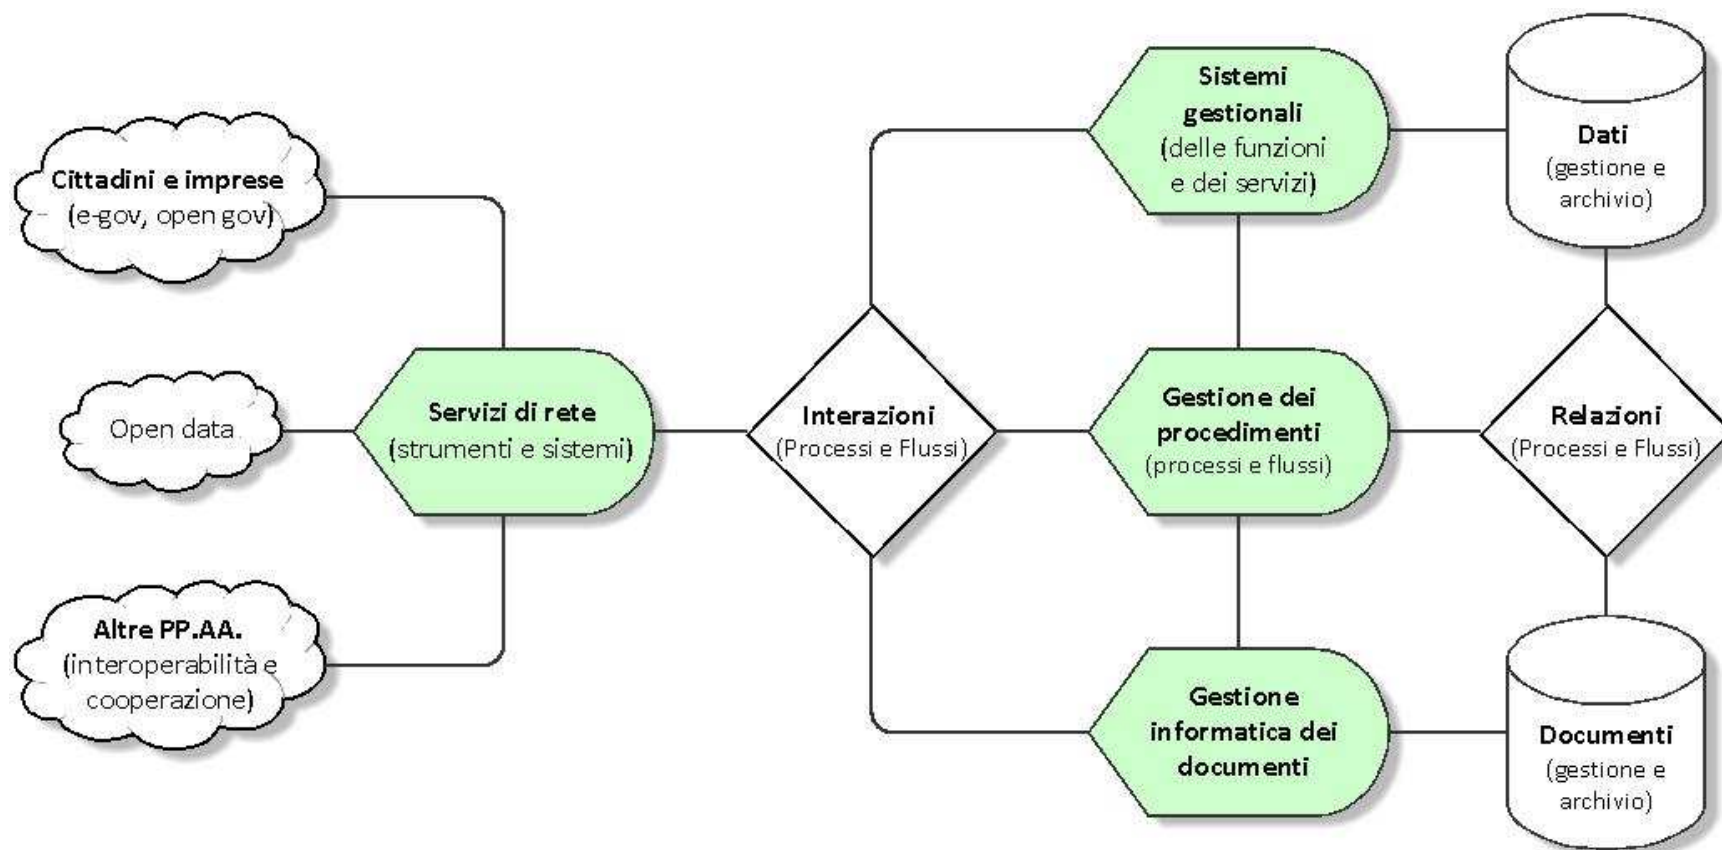 Cittadini e imprese
(e-gov, open gov)
Open data
Altre PP.AA.
(interoperabilità e
cooperazione)
Servizi di rete
(strumenti e sistemi)
Interazioni
(Processi e Flussi)
Sistemi
gestionali
(delle funzioni
e dei servizi)
Gestione dei
procedimenti
(processi e flussi)
Gestione
informatica dei
documenti
Dati
(gestione e
archivio)
Relazioni
(Processi e Flussi)
Documenti
(gestione e
archivio)